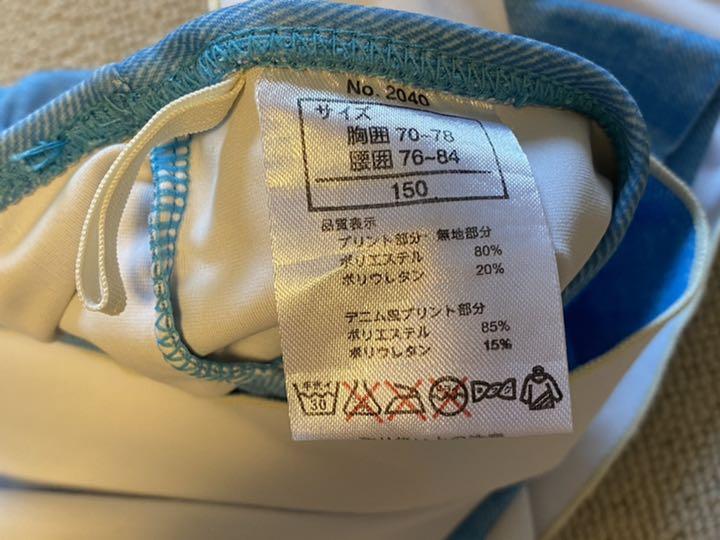 No. 2040
サイズ
胸囲 70~78
腰囲 76~84
150
品質表示
プリント部分・無地部分
ポリエステル 80%
ポリウレタン 20%
デニム風プリント部分
ポリエステル 85%
ポリウレタン 15%
30